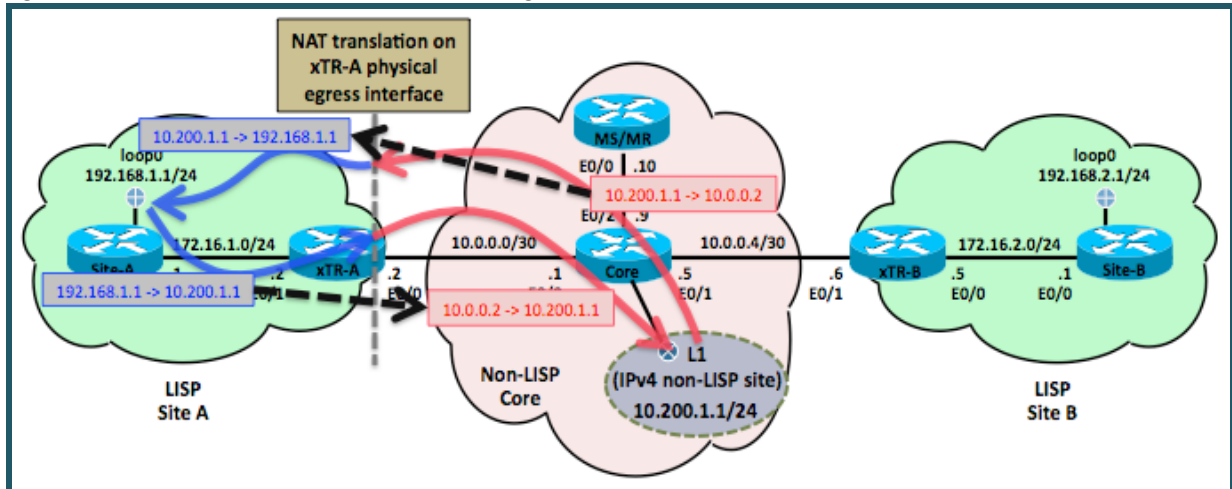 NAT translation on
xTR-A physical
egress interface
10.200.1.1 -> 192.168.1.1
loop0
192.168.1.1/24
MS/MR
E0/0 .10
10.200.1.1 -> 10.0.0.2
E0/2 .9
loop0
192.168.2.1/24
172.16.1.0/24
10.0.0.0/30
10.0.0.4/30
172.16.2.0/24
Site-A
xTR-A
Core
xTR-B
Site-B
.1
.2
.2
.1
.5
.6
.5
.1
192.168.1.1 -> 10.200.1.1
E0/1
E0/0
E0/1
E0/1
E0/0
E0/0
10.0.0.2 -> 10.200.1.1
L1
(IPv4 non-LISP site)
10.200.1.1/24
Non-LISP
Core
LISP
Site A
LISP
Site B